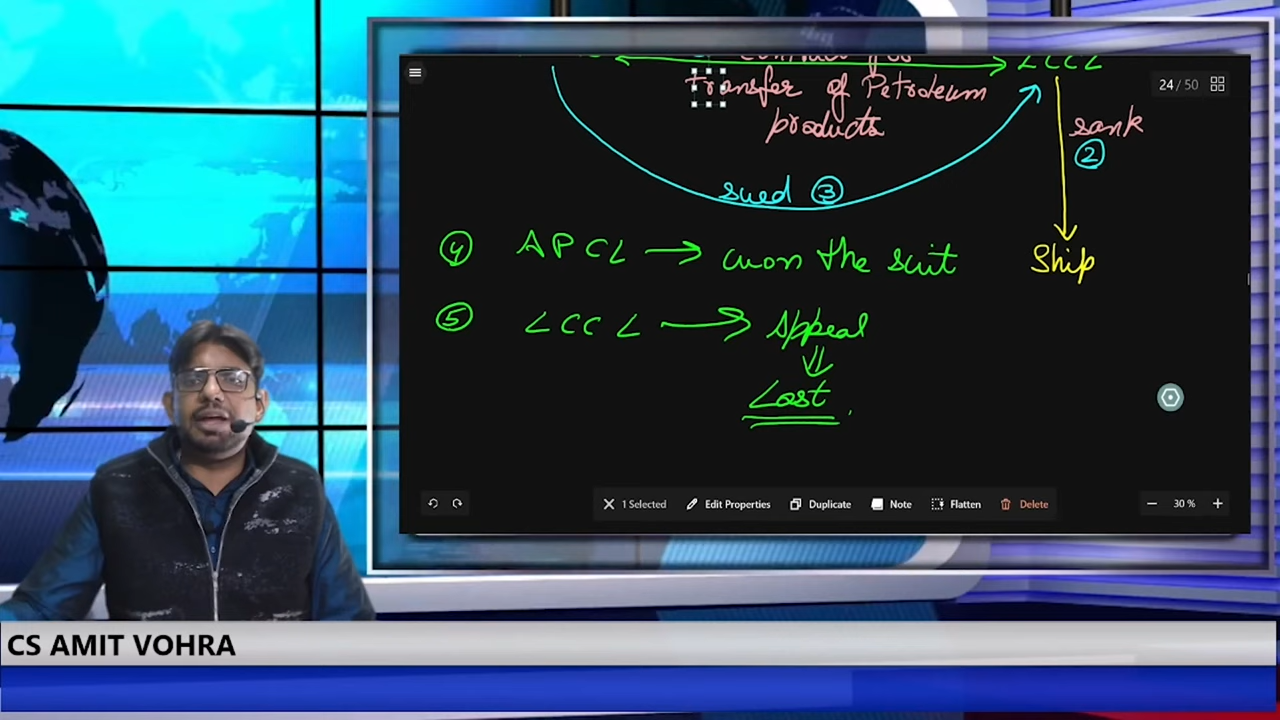 LCCL
24 / 50
transfer of Petroleum
products
sank
2
sued 3
4 APCL → won the suit
Ship
5 LCCL → Appeal
Lost
1 Selected Edit Properties Duplicate Note Flatten Delete
30 %
CS AMIT VOHRA